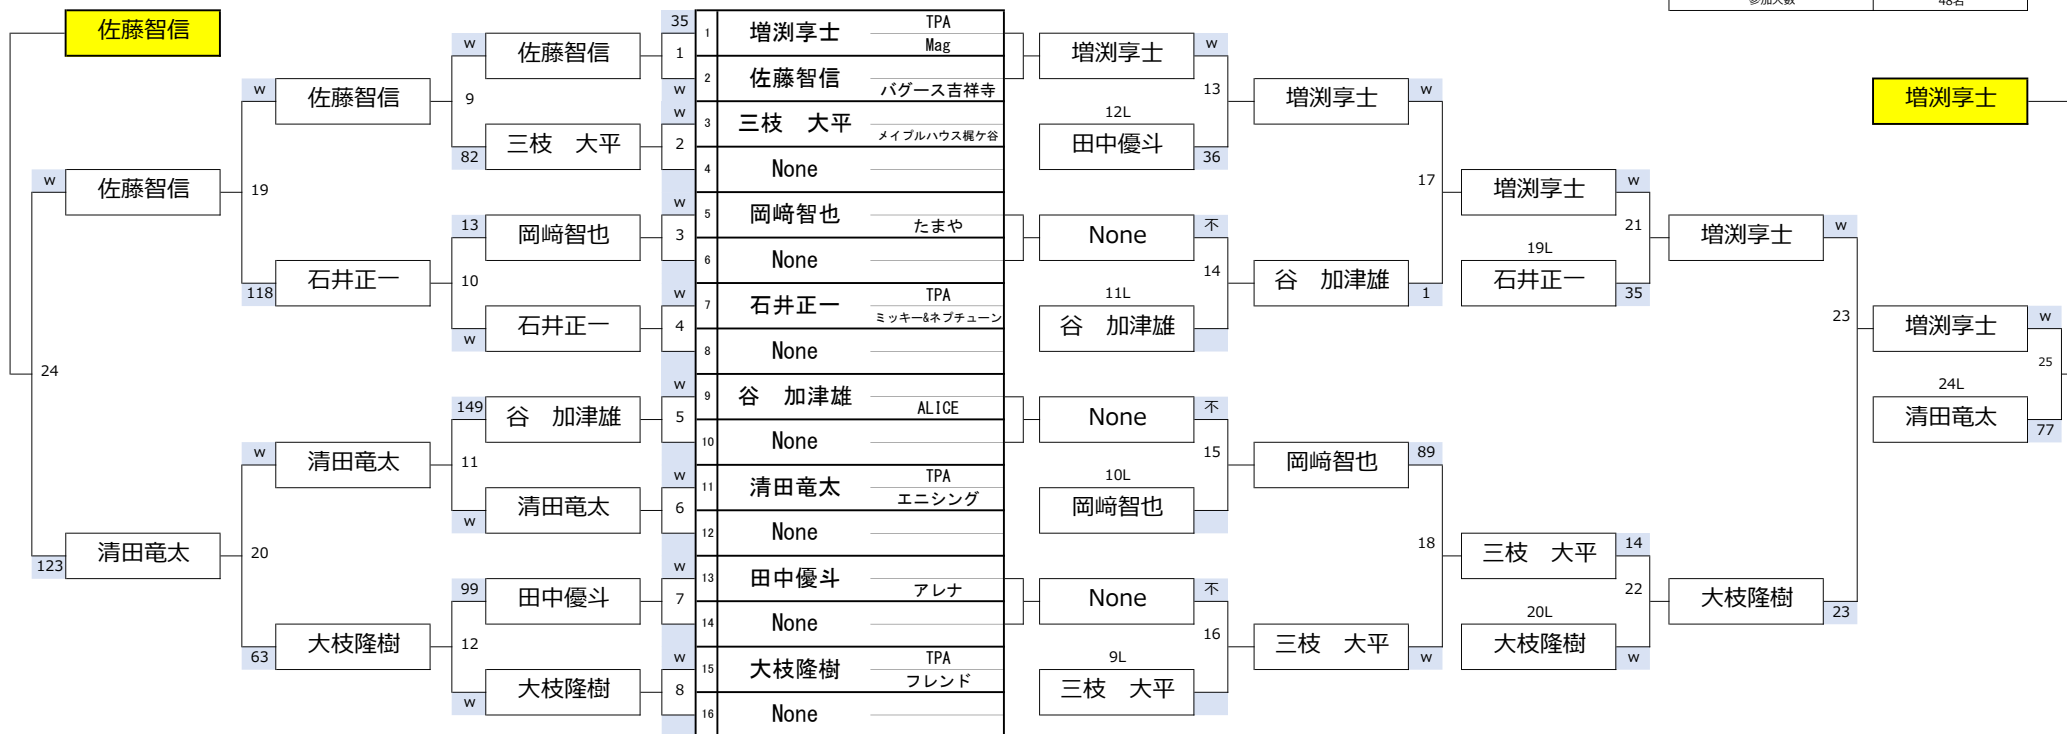 参加人数 48名
佐藤智信
35 1 増渕享士 TPA
Mag
w 佐藤智信 1 増渕享士 w
2 佐藤智信 バグース吉祥寺
w 佐藤智信 9 w 13 増渕享士 w 増渕享士
w 3 三枝 大平 メイプルハウス梶ケ谷 12L
82 三枝 大平 2 田中優斗 36
4 None
w 佐藤智信 19 17 増渕享士 w
w 5 岡﨑智也 たまや
13 岡﨑智也 3 None 不 21 増渕享士 w
6 None 19L
118 石井正一 10 14 谷 加津雄 1 石井正一 35
w 7 石井正一 TPA
ミッキー&ネプチューン 11L
w 石井正一 4 谷 加津雄 23 増渕享士 w
8 None
24 25
w 9 谷 加津雄 ALICE 24L
149 谷 加津雄 5 None 不 清田竜太 77
10 None
w 清田竜太 11 15 岡﨑智也 89
w 11 清田竜太 TPA
エニシング 10L
w 清田竜太 6 岡﨑智也
12 None
123 清田竜太 20 18 三枝 大平 14
w 13 田中優斗 アレナ
99 田中優斗 7 None 不 22 大枝隆樹 23
14 None 20L
63 大枝隆樹 12 16 三枝 大平 w 大枝隆樹 w
w 15 大枝隆樹 TPA
フレンド 9L
w 大枝隆樹 8 三枝 大平
16 None